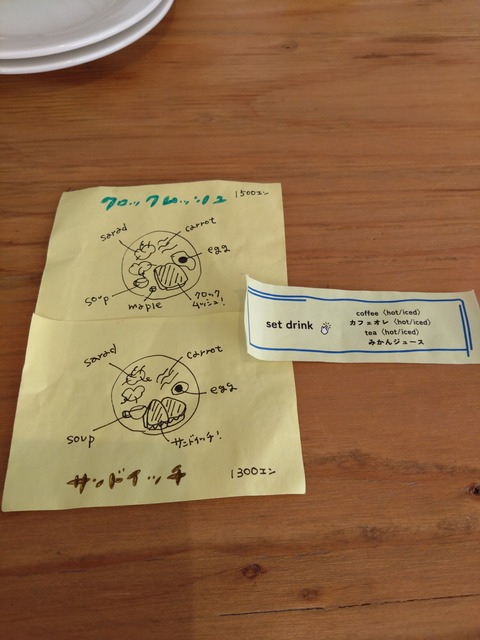 クロックムッシュ 1500エン
sarad
carrot
egg
soup
maple
クロックムッシュ!
set drink
coffee (hot/iced)
カフェオレ (hot/iced)
tea (hot/iced)
みかんジュース
sarad
carrot
egg
soup
サンドイッチ!
サンドイッチ 1300エン